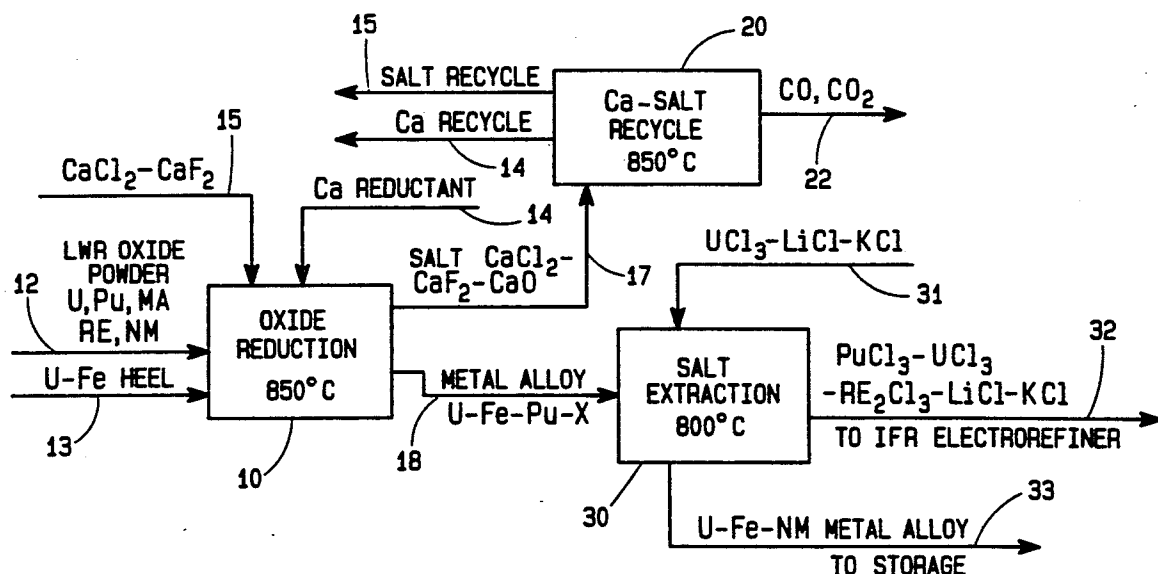 15
20
SALT RECYCLE
Ca-SALT
RECYCLE
850°C
CO, CO₂
22
Ca RECYCLE
14
15
CaCl₂-CaF₂
Ca REDUCTANT
14
LWR OXIDE
POWDER
U,Pu,MA
RE,NM
12
U-Fe HEEL
13
OXIDE
REDUCTION
850°C
10
SALT CaCl₂-
CaF₂-CaO
17
METAL ALLOY
U-Fe-Pu-X
18
UCl₃-LiCl-KCl
31
SALT
EXTRACTION
800°C
30
PuCl₃-UCl₃
-RE₂Cl₃-LiCl-KCl
TO IFR ELECTROREFINER
32
U-Fe-NM METAL ALLOY
TO STORAGE
33